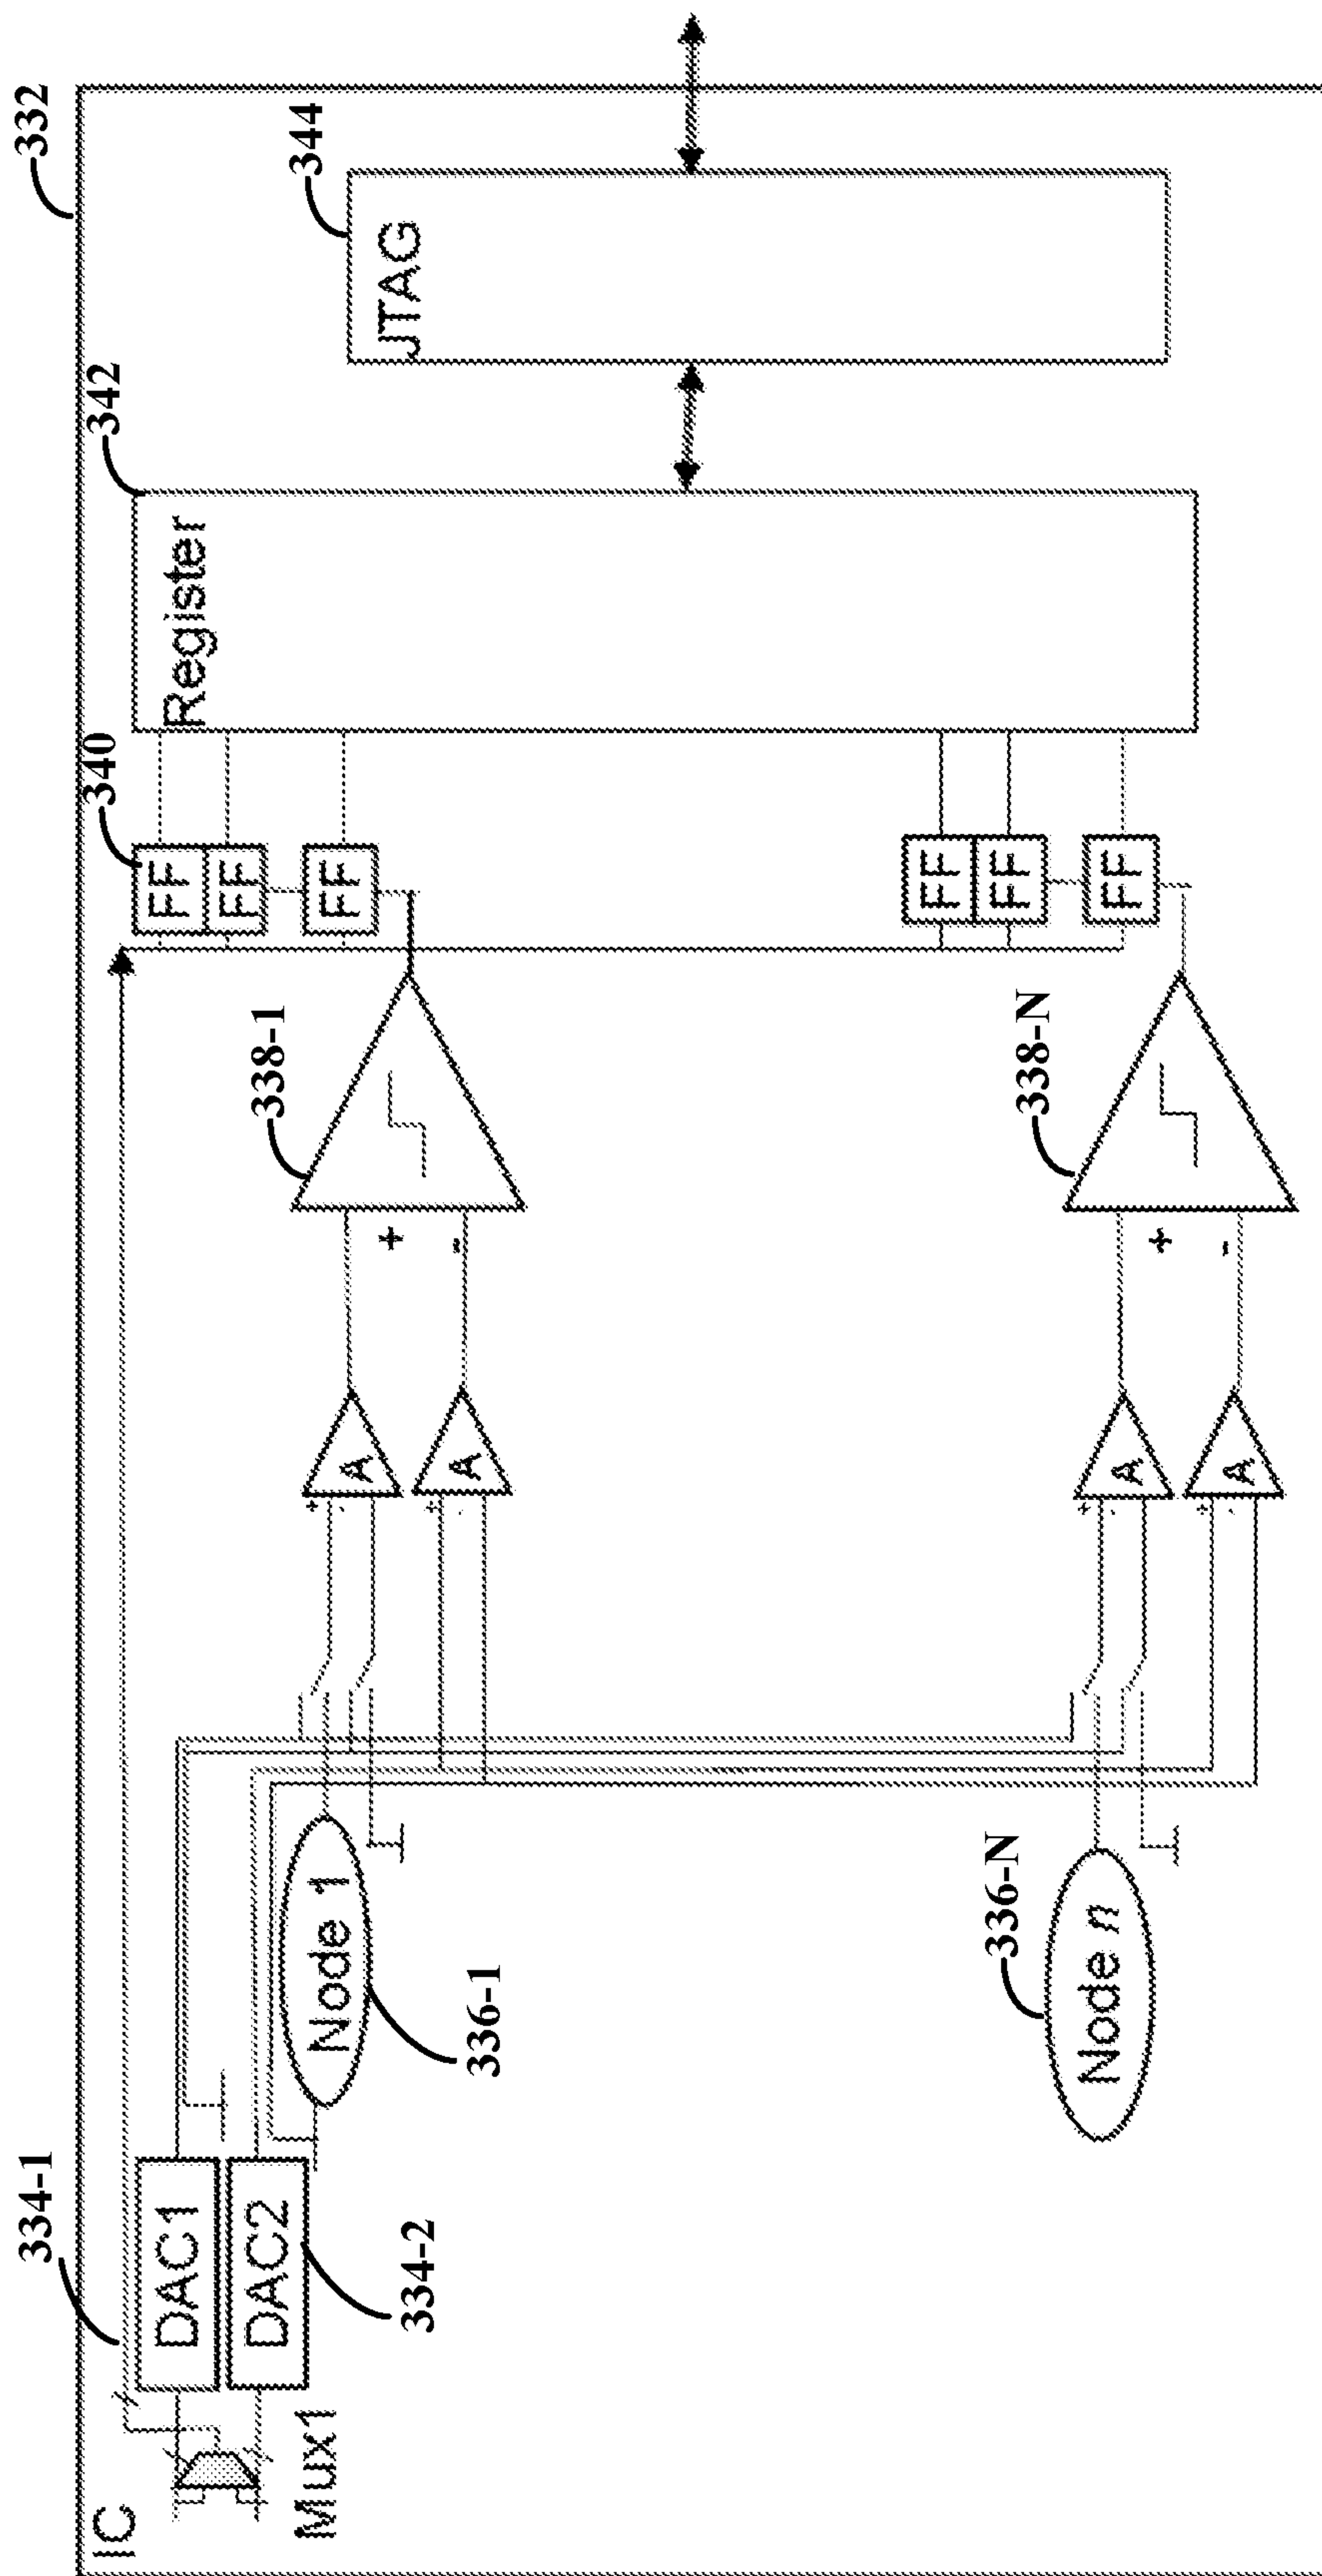 IC
332
334-1
DAC1
DAC2
334-2
Mux1
Node 1
336-1
Node n
336-N
+
-
A
+
-
A
+
-
338-1
+
-
A
+
-
A
+
-
338-N
FF
FF
FF
340
FF
FF
FF
Register
342
JTAG
344